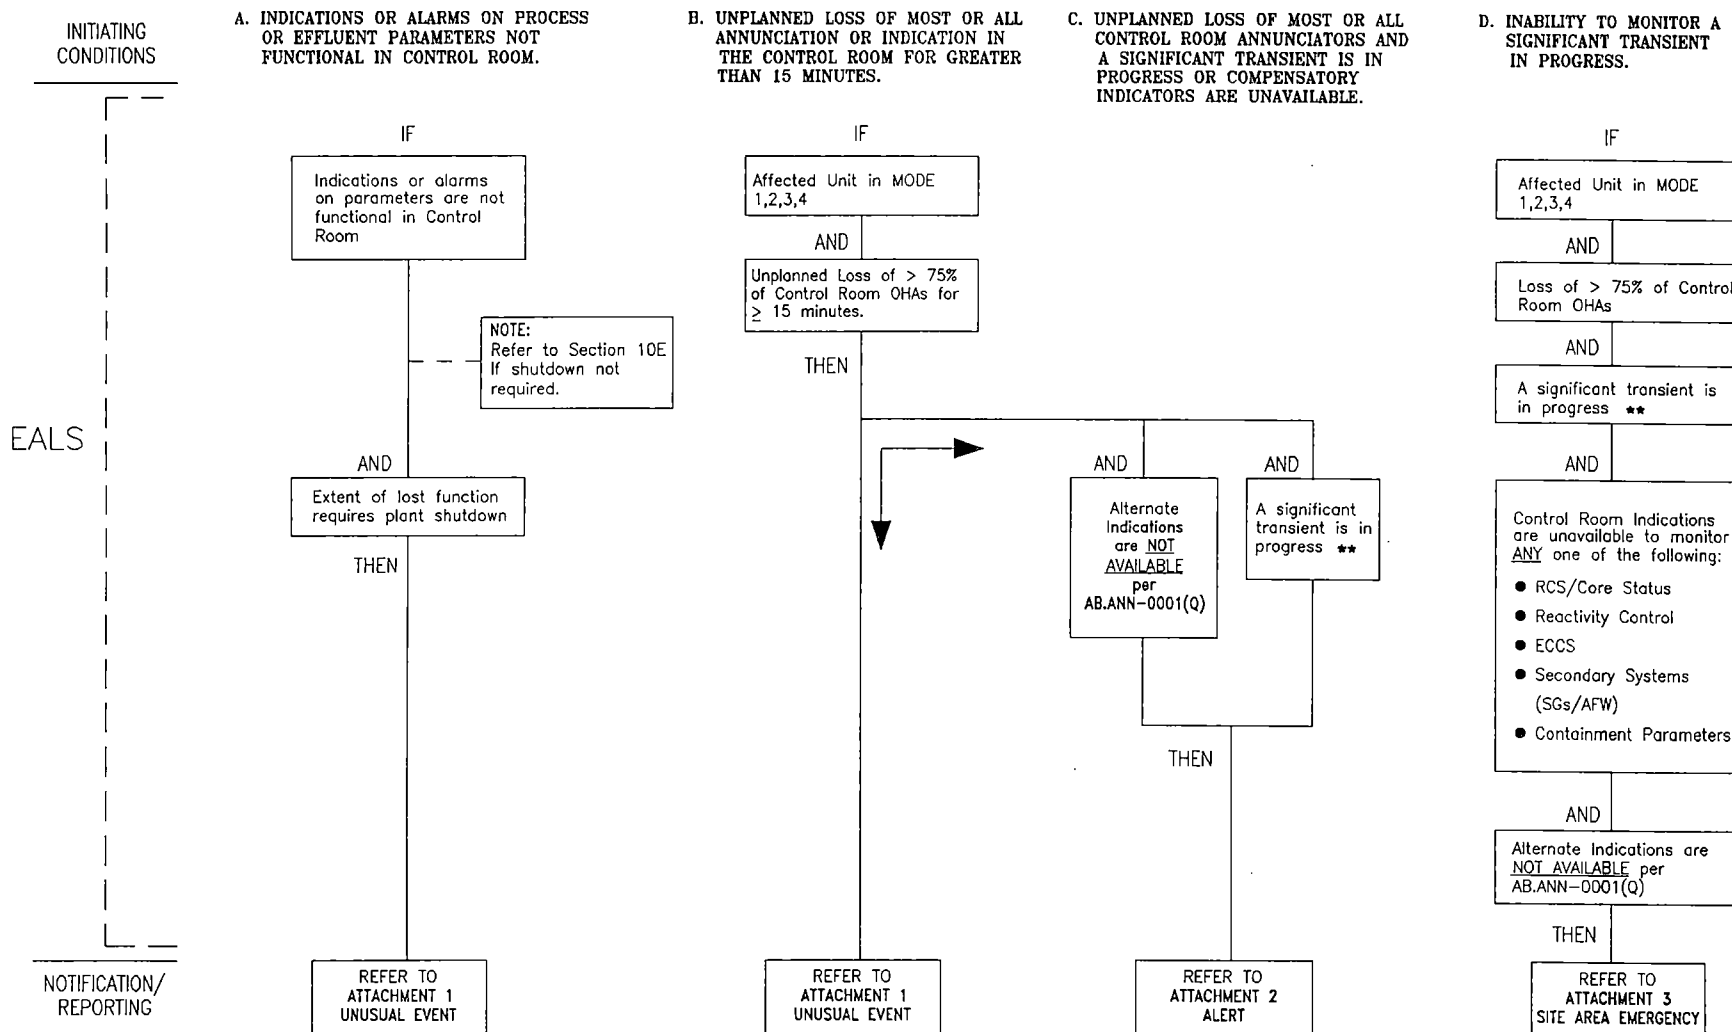 INITIATING
CONDITIONS
A. INDICATIONS OR ALARMS ON PROCESS
OR EFFLUENT PARAMETERS NOT
FUNCTIONAL IN CONTROL ROOM.
B. UNPLANNED LOSS OF MOST OR ALL
ANNUNCIATION OR INDICATION IN
THE CONTROL ROOM FOR GREATER
THAN 15 MINUTES.
C. UNPLANNED LOSS OF MOST OR ALL
CONTROL ROOM ANNUNCIATORS AND
A SIGNIFICANT TRANSIENT IS IN
PROGRESS OR COMPENSATORY
INDICATORS ARE UNAVAILABLE.
D. INABILITY TO MONITOR A
SIGNIFICANT TRANSIENT
IN PROGRESS.
EALS
IF
Indications or alarms
on parameters are not
functional in Control
Room
NOTE:
Refer to Section 10E
If shutdown not
required.
AND
Extent of lost function
requires plant shutdown
THEN
IF
Affected Unit in MODE
1,2,3,4
AND
Unplanned Loss of > 75%
of Control Room OHAs for
≥ 15 minutes.
THEN
AND
Alternate
Indications
are NOT
AVAILABLE
per
AB.ANN-0001(Q)
AND
A significant
transient is in
progress **
THEN
IF
Affected Unit in MODE
1,2,3,4
AND
Loss of > 75% of Control
Room OHAs
AND
A significant transient is
in progress **
AND
Control Room Indications
are unavailable to monitor
ANY one of the following:
● RCS/Core Status
● Reactivity Control
● ECCS
● Secondary Systems
(SGs/AFW)
● Containment Parameters
AND
Alternate Indications are
NOT AVAILABLE per
AB.ANN-0001(Q)
THEN
NOTIFICATION/
REPORTING
REFER TO
ATTACHMENT 1
UNUSUAL EVENT
REFER TO
ATTACHMENT 1
UNUSUAL EVENT
REFER TO
ATTACHMENT 2
ALERT
REFER TO
ATTACHMENT 3
SITE AREA EMERGENCY